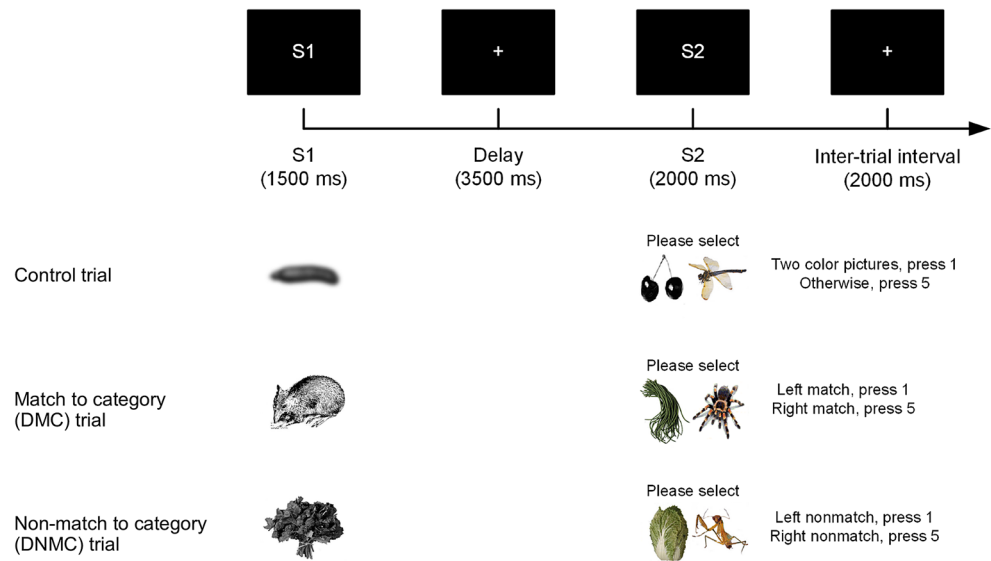 S1
+
S2
+
S1
(1500 ms)
Delay
(3500 ms)
S2
(2000 ms)
Inter-trial interval
(2000 ms)
Control trial
Please select
Two color pictures, press 1
Otherwise, press 5
Match to category
(DMC) trial
Please select
Left match, press 1
Right match, press 5
Non-match to category
(DNMC) trial
Please select
Left nonmatch, press 1
Right nonmatch, press 5